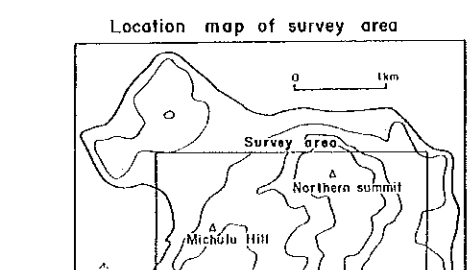 Location map of survey area
0 1km
Survey area
Northern summit
Michulu Hill